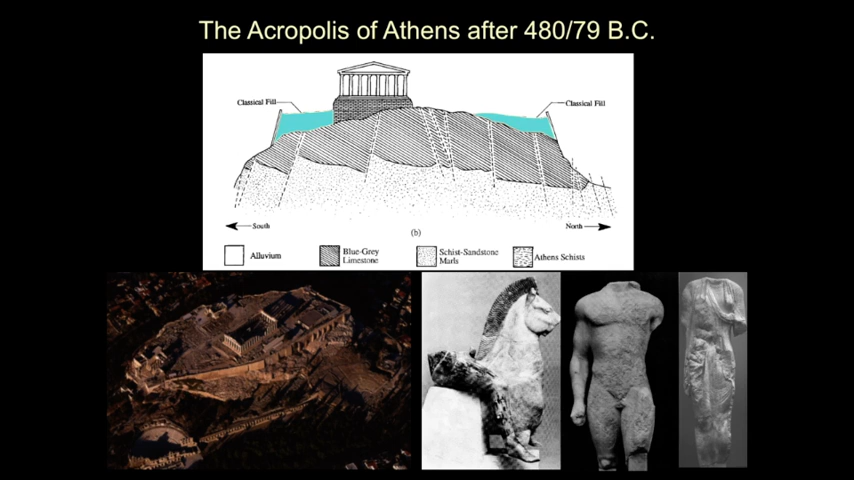 The Acropolis of Athens after 480/79 B.C.
Classical Fill
Classical Fill
South
North
(b)
Alluvium
Blue-Grey
Limestone
Schist-Sandstone
Marls
Athens Schists